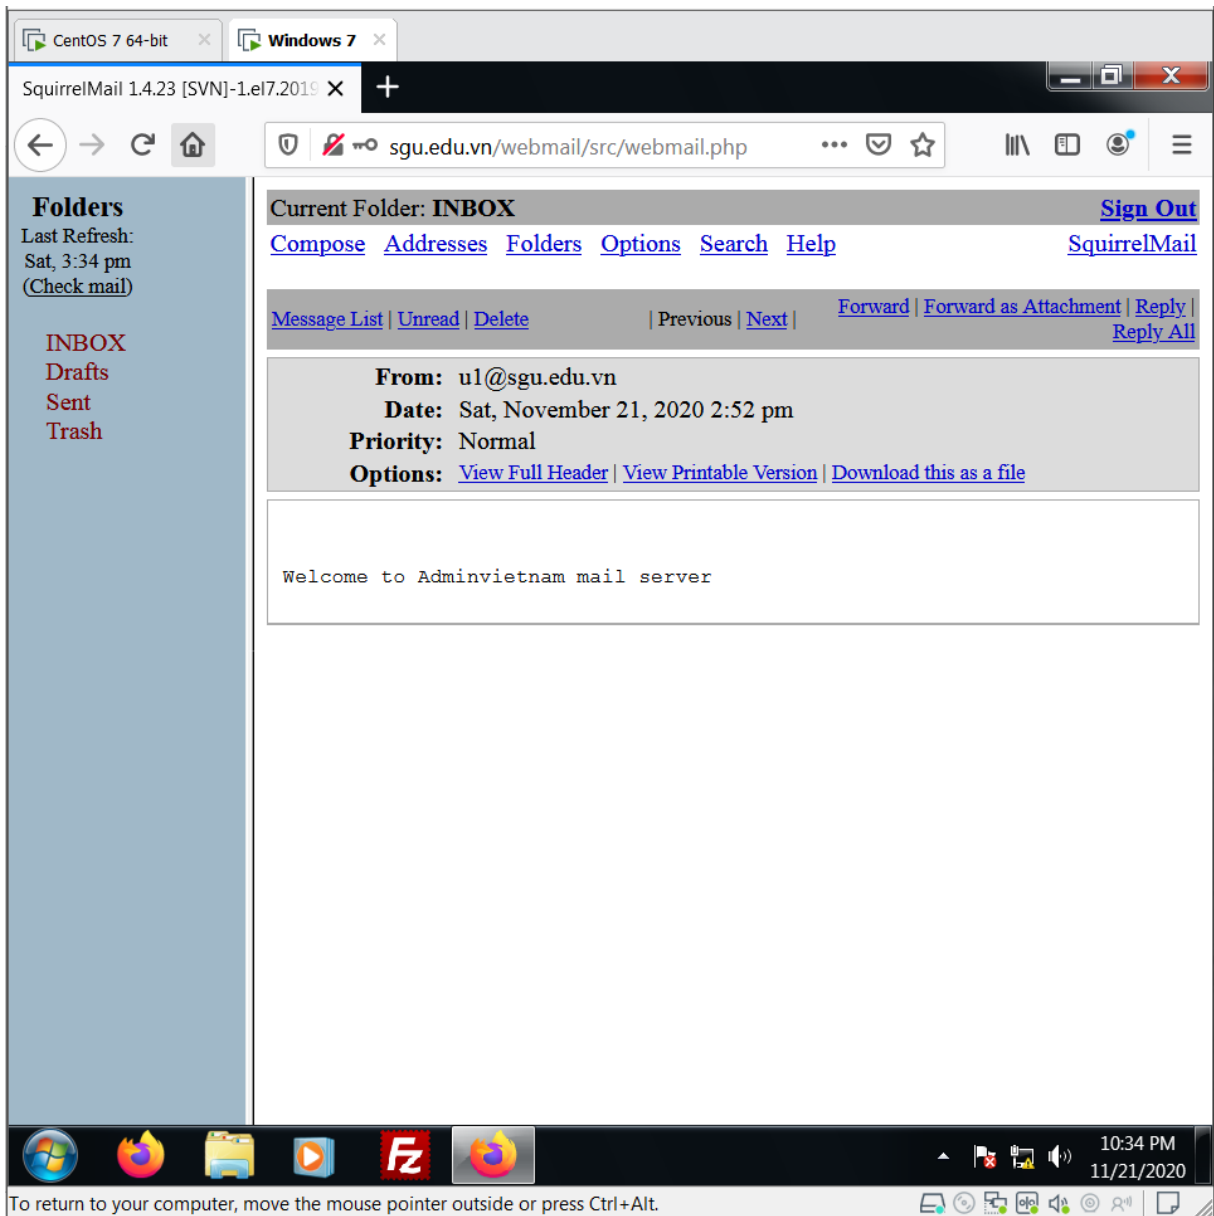 CentOS 7 64-bit
Windows 7
SquirrelMail 1.4.23 [SVN]-1.el7.2019
sgu.edu.vn/webmail/src/webmail.php
Folders
Last Refresh:
Sat, 3:34 pm
(Check mail)
INBOX
Drafts
Sent
Trash
Current Folder: INBOX Sign Out
Compose Addresses Folders Options Search Help SquirrelMail
Message List | Unread | Delete | Previous | Next | Forward | Forward as Attachment | Reply |
Reply All
From: u1@sgu.edu.vn
Date: Sat, November 21, 2020 2:52 pm
Priority: Normal
Options: View Full Header | View Printable Version | Download this as a file
Welcome to Adminvietnam mail server
10:34 PM
11/21/2020
To return to your computer, move the mouse pointer outside or press Ctrl+Alt.